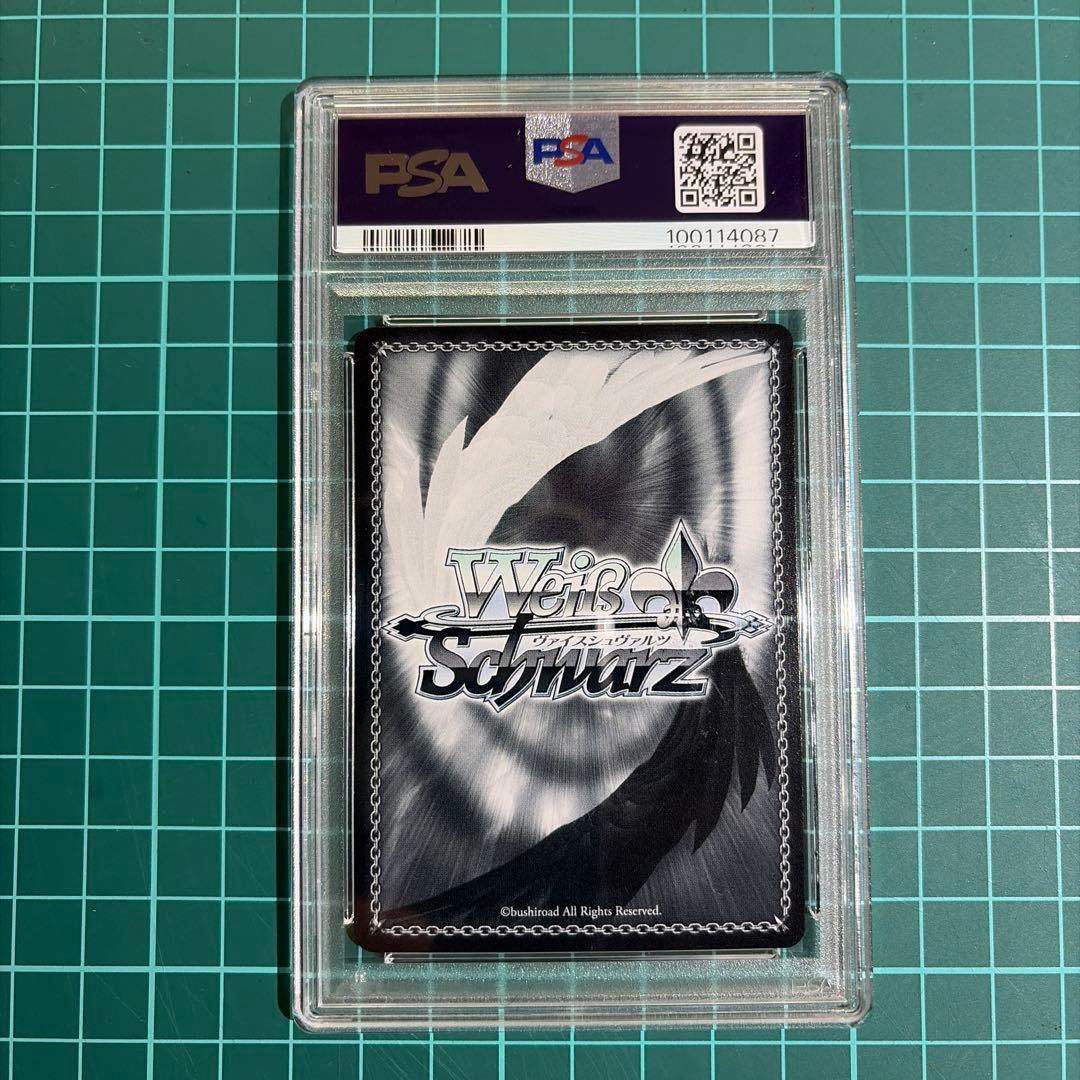 PSA
PSA
100114087
Weiß
ヴァイスシュヴァルツ
Schwarz
©bushiroad All Rights Reserved.
PSA